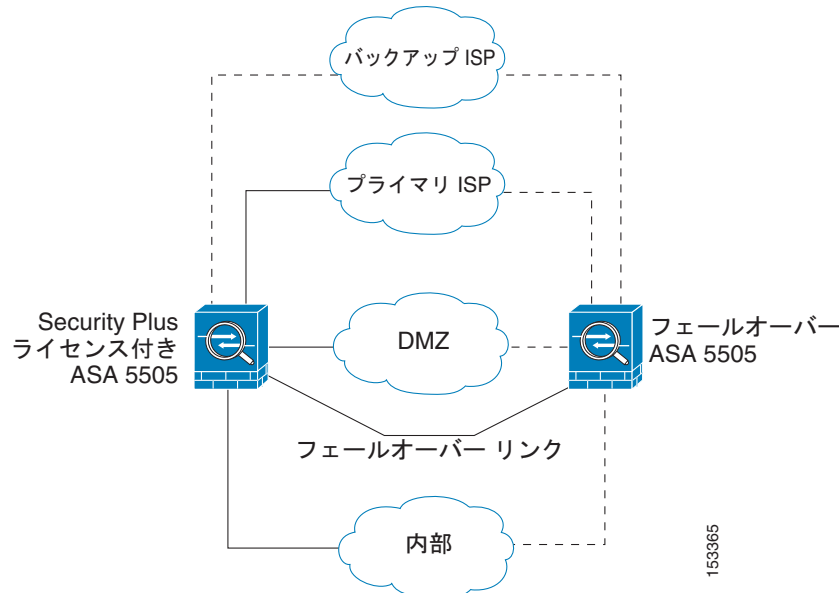 バックアップ ISP
プライマリ ISP
Security Plus
ライセンス付き
ASA 5505
DMZ
フェールオーバー
ASA 5505
フェールオーバー リンク
内部
153365